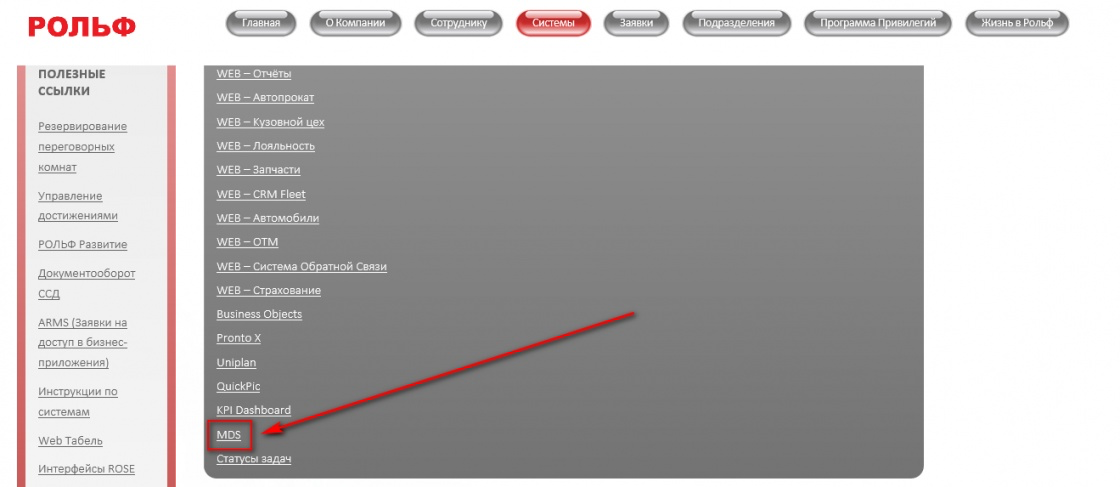 РОЛЬФ
Главная
О Компании
Сотруднику
Системы
Заявки
Подразделения
Программа Привилегий
Жизнь в Рольф
ПОЛЕЗНЫЕ
ССЫЛКИ
Резервирование
переговорных
комнат
Управление
достижениями
РОЛЬФ Развитие
Документооборот
ССД
ARMS (Заявки на
доступ в бизнес-
приложения)
Инструкции по
системам
Web Табель
Интерфейсы ROSE
WEB – Отчёты
WEB – Автопрокат
WEB – Кузовной цех
WEB – Лояльность
WEB – Запчасти
WEB – CRM Fleet
WEB – Автомобили
WEB – ОТМ
WEB – Система Обратной Связи
WEB – Страхование
Business Objects
Pronto X
Uniplan
QuickPic
KPI Dashboard
MDS
Статусы задач